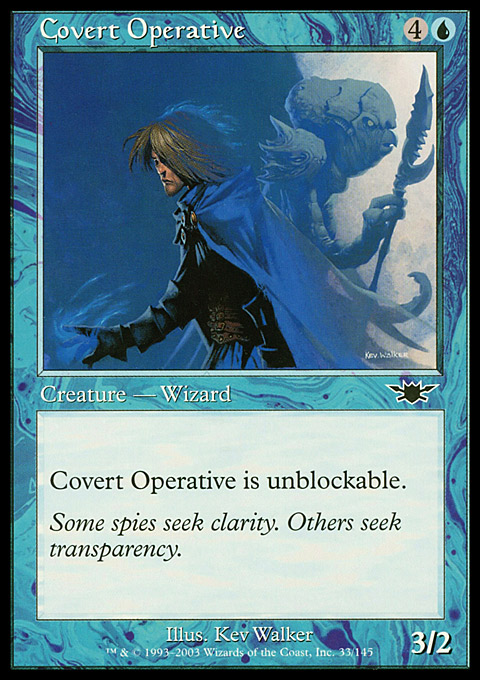 Covert Operative 4
KEV WALKER
Creature — Wizard
Covert Operative is unblockable.
Some spies seek clarity. Others seek
transparency.
Illus. Kev Walker
™ & © 1993–2003 Wizards of the Coast, Inc. 33/145
3/2